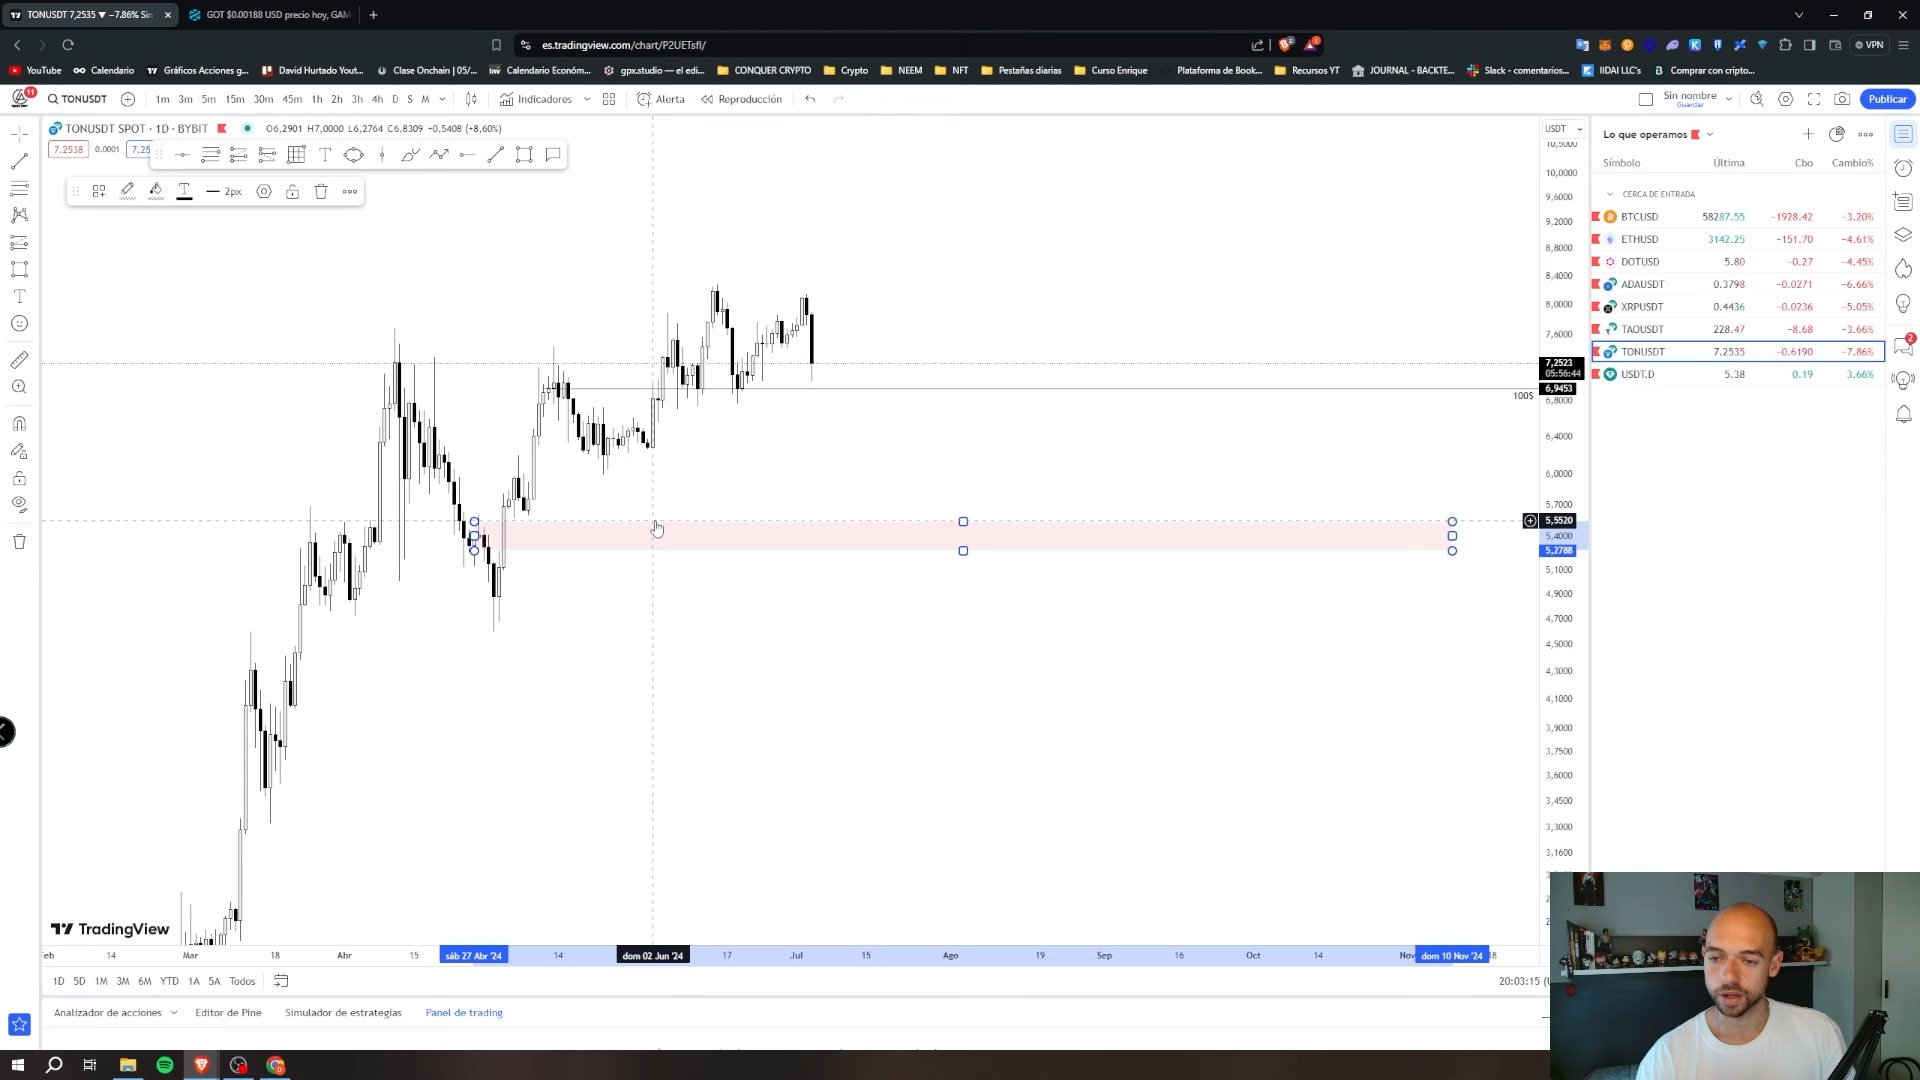 TONUSDT 7,2535 ▼ −7.86% Sin
GOT $0.00188 USD precio hoy, GAM
es.tradingview.com/chart/P2UETsfI/
VPN
YouTube
Calendario
Gráficos Acciones g...
David Hurtado Yout...
Clase Onchain | 05/...
Calendario Económ...
gpx.studio — el edi...
CONQUER CRYPTO
Crypto
NEEM
NFT
Pestañas diarias
Curso Enrique
Plataforma de Book...
Recursos YT
JOURNAL - BACKTE...
Slack - comentarios...
IIDAI LLC's
Comprar con cripto...
11
TONUSDT
1m 3m 5m 15m 30m 45m 1h 2h 3h 4h D S M
Indicadores
Alerta
Reproducción
Sin nombre
Guardar
Publicar
TONUSDT SPOT · 1D · BYBIT
O6,2901 H7,0000 L6,2764 C6,8309 +0,5408 (+8,60%)
7.2538 0.0001 7.25
2px
USDT
10,5000
10,0000
9,6000
9,2000
8,8000
8,4000
8,0000
7,6000
7,2523
05:56:44
6,9453
100$
6,8000
6,4000
6,0000
5,7000
5,5520
5,4000
5,2788
5,1000
4,9000
4,7000
4,5000
4,3000
4,1000
3,9000
3,7500
3,6000
3,4500
3,3000
3,1600
Lo que operamos
Símbolo Última Cbo Cambio%
CERCA DE ENTRADA
BTCUSD 58287.55 −1928.42 −3.20%
ETHUSD 3142.25 −151.70 −4.61%
DOTUSD 5.80 −0.27 −4.45%
ADAUSDT 0.3798 −0.0271 −6.66%
XRPUSDT 0.4436 −0.0236 −5.05%
TAOUSDT 228.47 −8.68 −3.66%
TONUSDT 7.2535 −0.6190 −7.86%
USDT.D 5.38 0.19 3.66%
2
TradingView
eb 14 Mar 18 Abr 15 sáb 27 Abr '24 14 dom 02 Jun '24 17 Jul 15 Ago 19 Sep 16 Oct 14 Nov dom 10 Nov '24 18
1D 5D 1M 3M 6M YTD 1A 5A Todos
20:03:15 (U
Analizador de acciones
Editor de Pine
Simulador de estrategias
Panel de trading